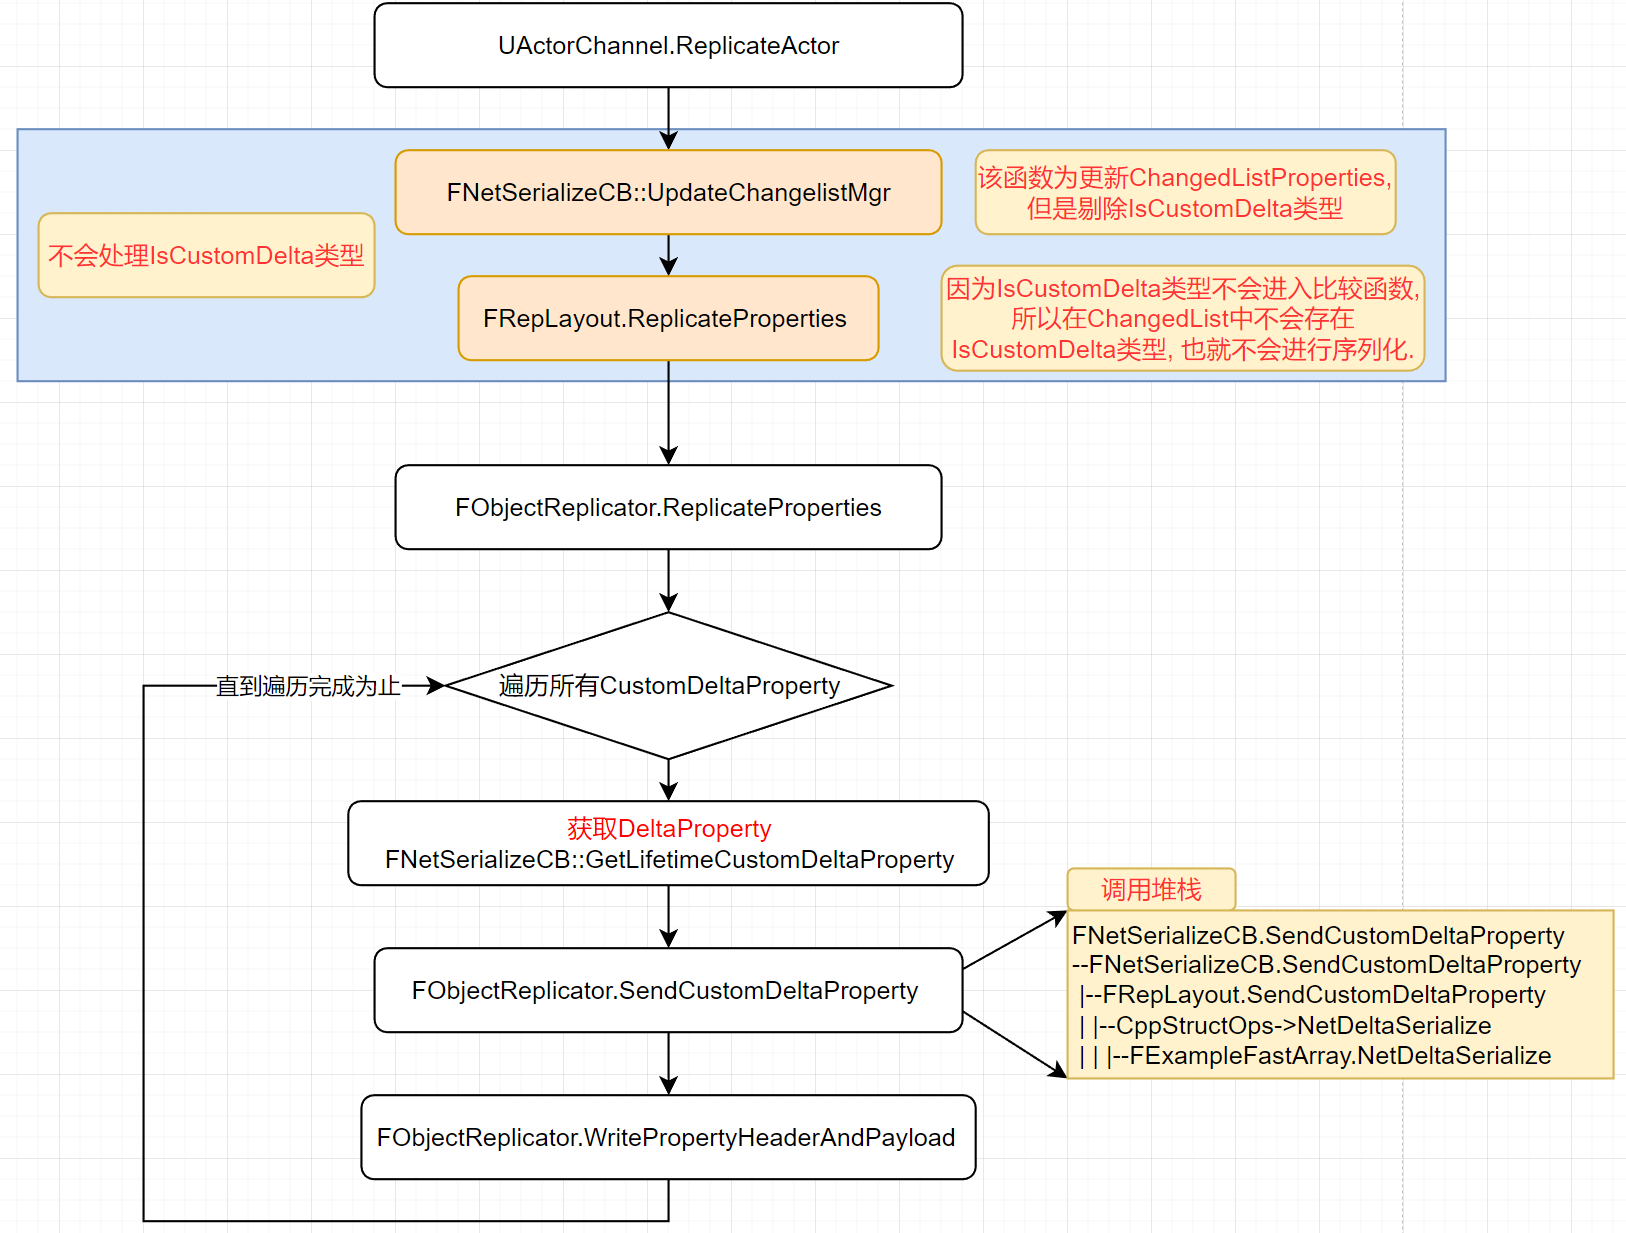 UActorChannel.ReplicateActor
FNetSerializeCB::UpdateChangelistMgr
该函数为更新ChangedListProperties,
但是剔除IsCustomDelta类型
不会处理IsCustomDelta类型
FRepLayout.ReplicateProperties
因为IsCustomDelta类型不会进入比较函数,
所以在ChangedList中不会存在
IsCustomDelta类型, 也就不会进行序列化.
FObjectReplicator.ReplicateProperties
直到遍历完成为止
遍历所有CustomDeltaProperty
获取DeltaProperty
FNetSerializeCB::GetLifetimeCustomDeltaProperty
调用堆栈
FNetSerializeCB.SendCustomDeltaProperty
--FNetSerializeCB.SendCustomDeltaProperty
|--FRepLayout.SendCustomDeltaProperty
| |--CppStructOps->NetDeltaSerialize
| | |--FExampleFastArray.NetDeltaSerialize
FObjectReplicator.SendCustomDeltaProperty
FObjectReplicator.WritePropertyHeaderAndPayload